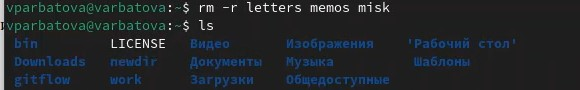 vparbatova@varbatova:~$ rm -r letters memos misk
vparbatova@varbatova:~$ ls
bin LICENSE Видео Изображения 'Рабочий стол'
Downloads newdir Документы Музыка Шаблоны
gitflow work Загрузки Общедоступные